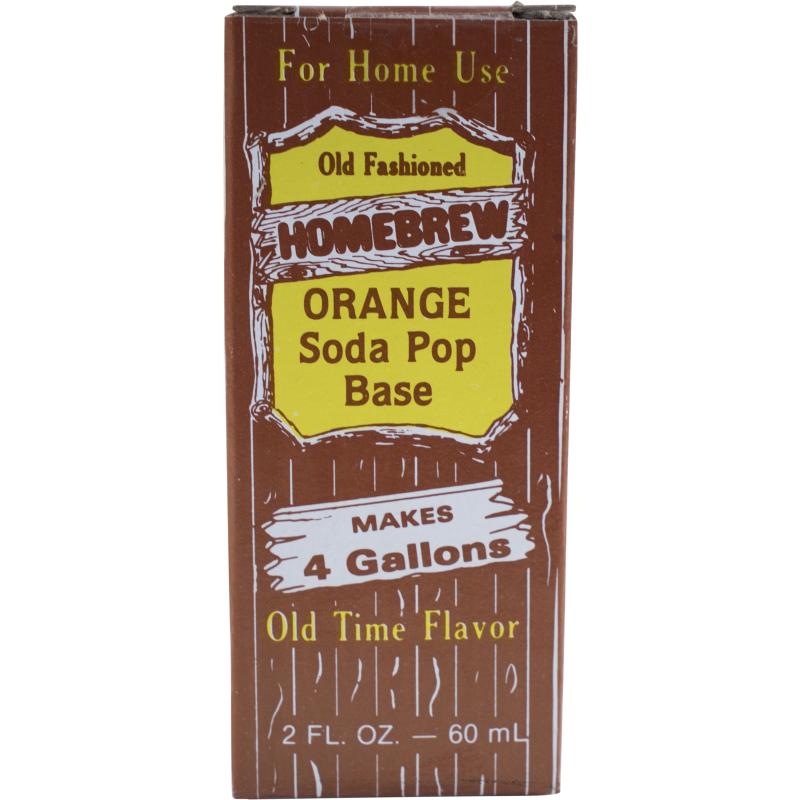 For Home Use
Old Fashioned
HOMEBREW
ORANGE
Soda Pop
Base
MAKES
4 Gallons
Old Time Flavor
2 FL. OZ. — 60 mL